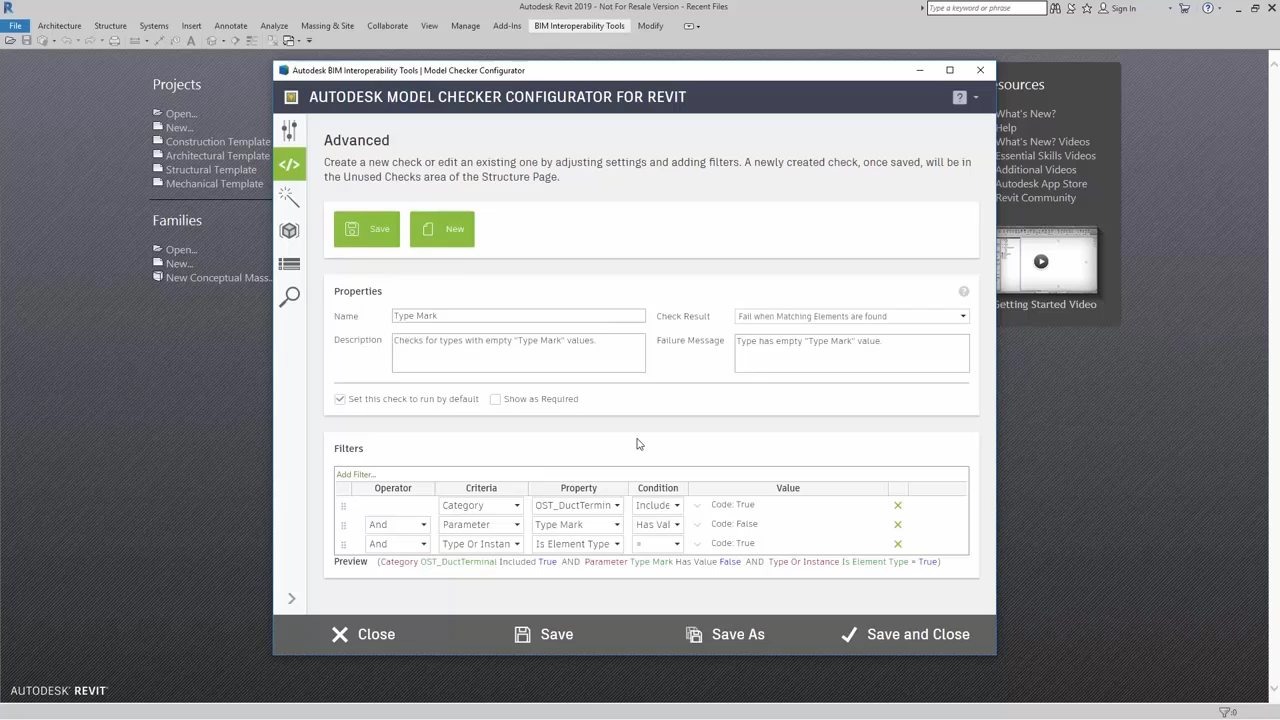 Autodesk Revit 2019 - Not For Resale Version - Recent Files
Type a keyword or phrase
Sign In
File Architecture Structure Systems Insert Annotate Analyze Massing & Site Collaborate View Manage Add-Ins BIM Interoperability Tools Modify
Projects
Open...
New...
Construction Template
Architectural Template
Structural Template
Mechanical Template
Families
Open...
New...
New Conceptual Mass...
Autodesk BIM Interoperability Tools | Model Checker Configurator
AUTODESK MODEL CHECKER CONFIGURATOR FOR REVIT
Advanced
Create a new check or edit an existing one by adjusting settings and adding filters. A newly created check, once saved, will be in
the Unused Checks area of the Structure Page.
Save New
Properties
Name Type Mark Check Result Fail when Matching Elements are found
Description Checks for types with empty "Type Mark" values. Failure Message Type has empty "Type Mark" value.
Set this check to run by default Show as Required
Filters
Add Filter...
Operator Criteria Property Condition Value
Category OST_DuctTermin Include Code: True
And Parameter Type Mark Has Val Code: False
And Type Or Instan Is Element Type = Code: True
Preview (Category OST_DuctTerminal Included True AND Parameter Type Mark Has Value False AND Type Or Instance Is Element Type = True)
Close Save Save As Save and Close
esources
What's New?
Help
What's New? Videos
Essential Skills Videos
Additional Videos
Autodesk App Store
Revit Community
Getting Started Video
AUTODESK® REVIT®
:0